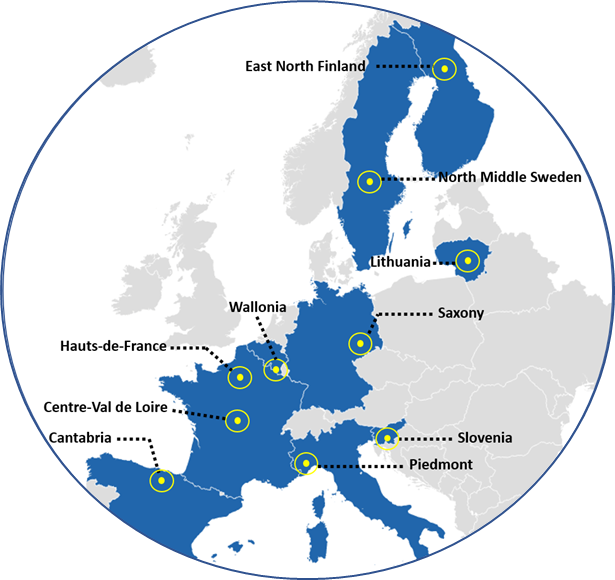 East North Finland
North Middle Sweden
Lithuania
Wallonia
Saxony
Hauts-de-France
Centre-Val de Loire
Cantabria
Slovenia
Piedmont